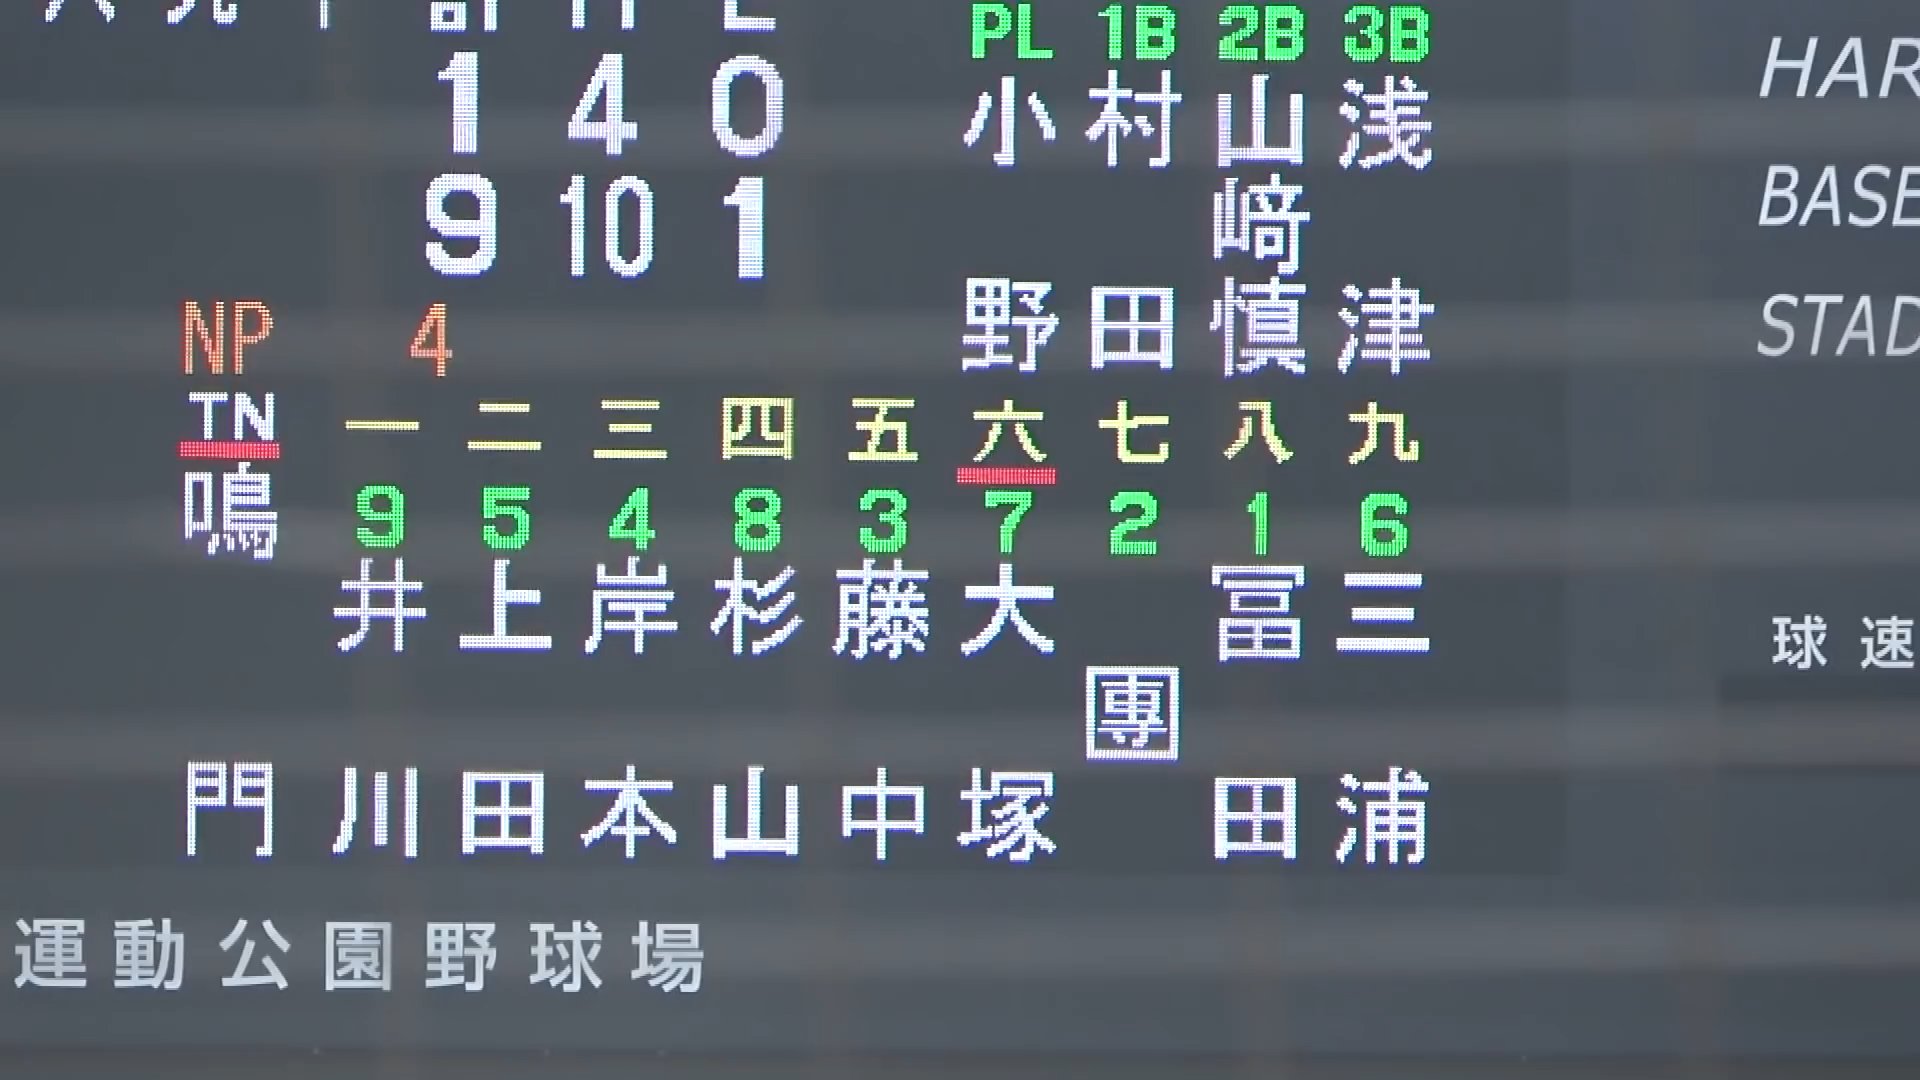 計 H E
PL 1B 2B 3B
1 4 0
小野 村田 山﨑慎 浅津
9 10 1
NP 4
TN 一 二 三 四 五 六 七 八 九
9 5 4 8 3 7 2 1 6
鳴門 井川 上田 岸本 杉山 藤中 大塚 團 冨田 三浦
運動公園野球場
HAR
BASE
STAD
球速